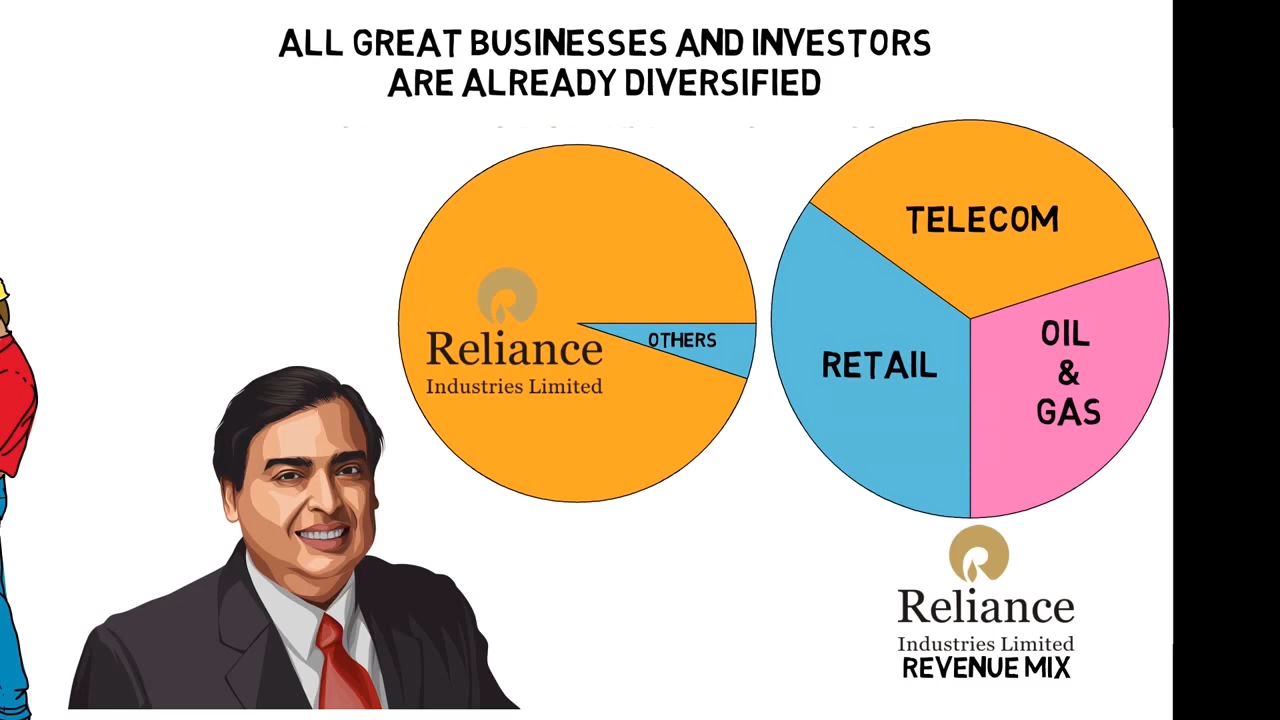 ALL GREAT BUSINESSES AND INVESTORS
ARE ALREADY DIVERSIFIED
Reliance
Industries Limited
OTHERS
TELECOM
RETAIL
OIL
&
GAS
Reliance
Industries Limited
REVENUE MIX